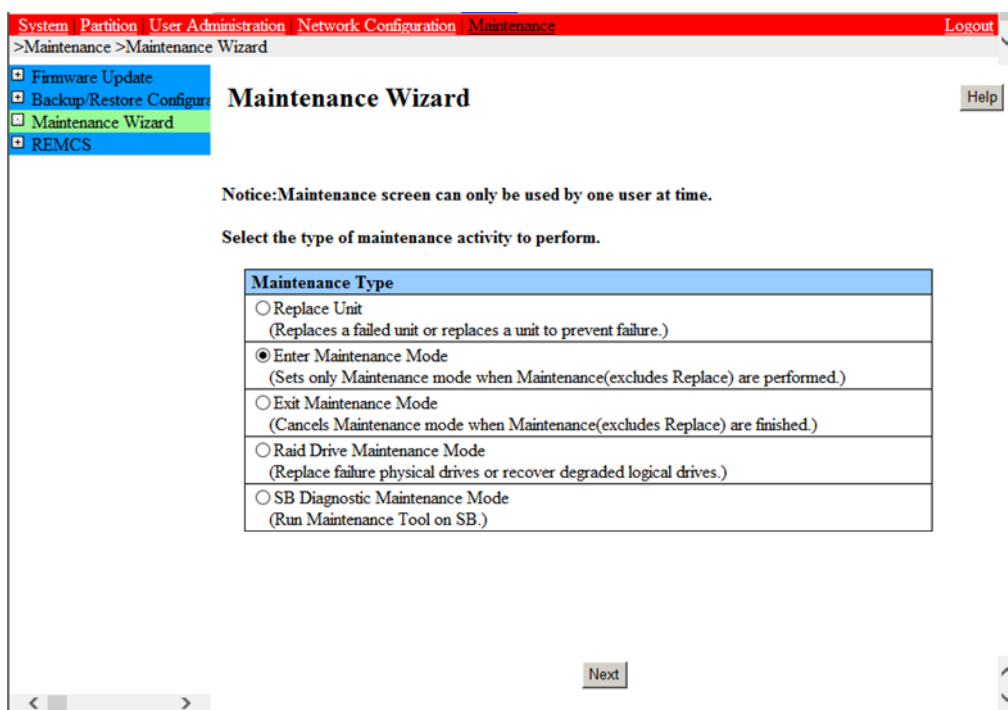 System | Partition | User Administration | Network Configuration | Maintenance Logout
>Maintenance >Maintenance Wizard
Firmware Update
Backup/Restore Configura
Maintenance Wizard
REMCS
Maintenance Wizard
Help
Notice:Maintenance screen can only be used by one user at time.
Select the type of maintenance activity to perform.
Maintenance Type
Replace Unit
(Replaces a failed unit or replaces a unit to prevent failure.)
Enter Maintenance Mode
(Sets only Maintenance mode when Maintenance(excludes Replace) are performed.)
Exit Maintenance Mode
(Cancels Maintenance mode when Maintenance(excludes Replace) are finished.)
Raid Drive Maintenance Mode
(Replace failure physical drives or recover degraded logical drives.)
SB Diagnostic Maintenance Mode
(Run Maintenance Tool on SB.)
Next